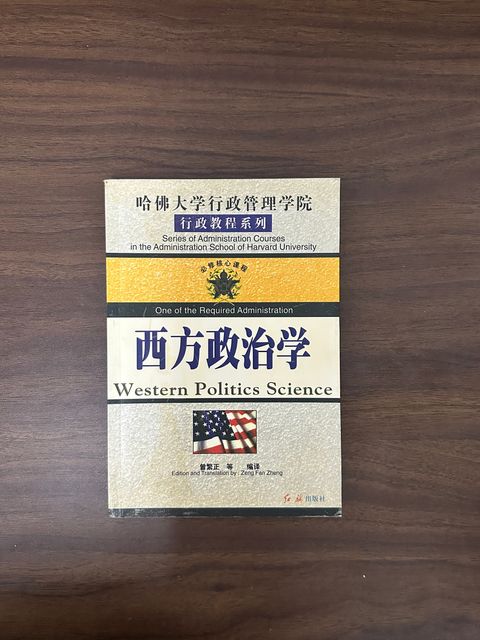 哈佛大学行政管理学院
行政教程系列
Series of Administration Courses
in the Administration School of Harvard University
必修核心课程
One of the Required Administration
西方政治学
Western Politics Science
曾繁正 等 编译
Edition and Translation by : Zeng Fan Zheng
红旗出版社